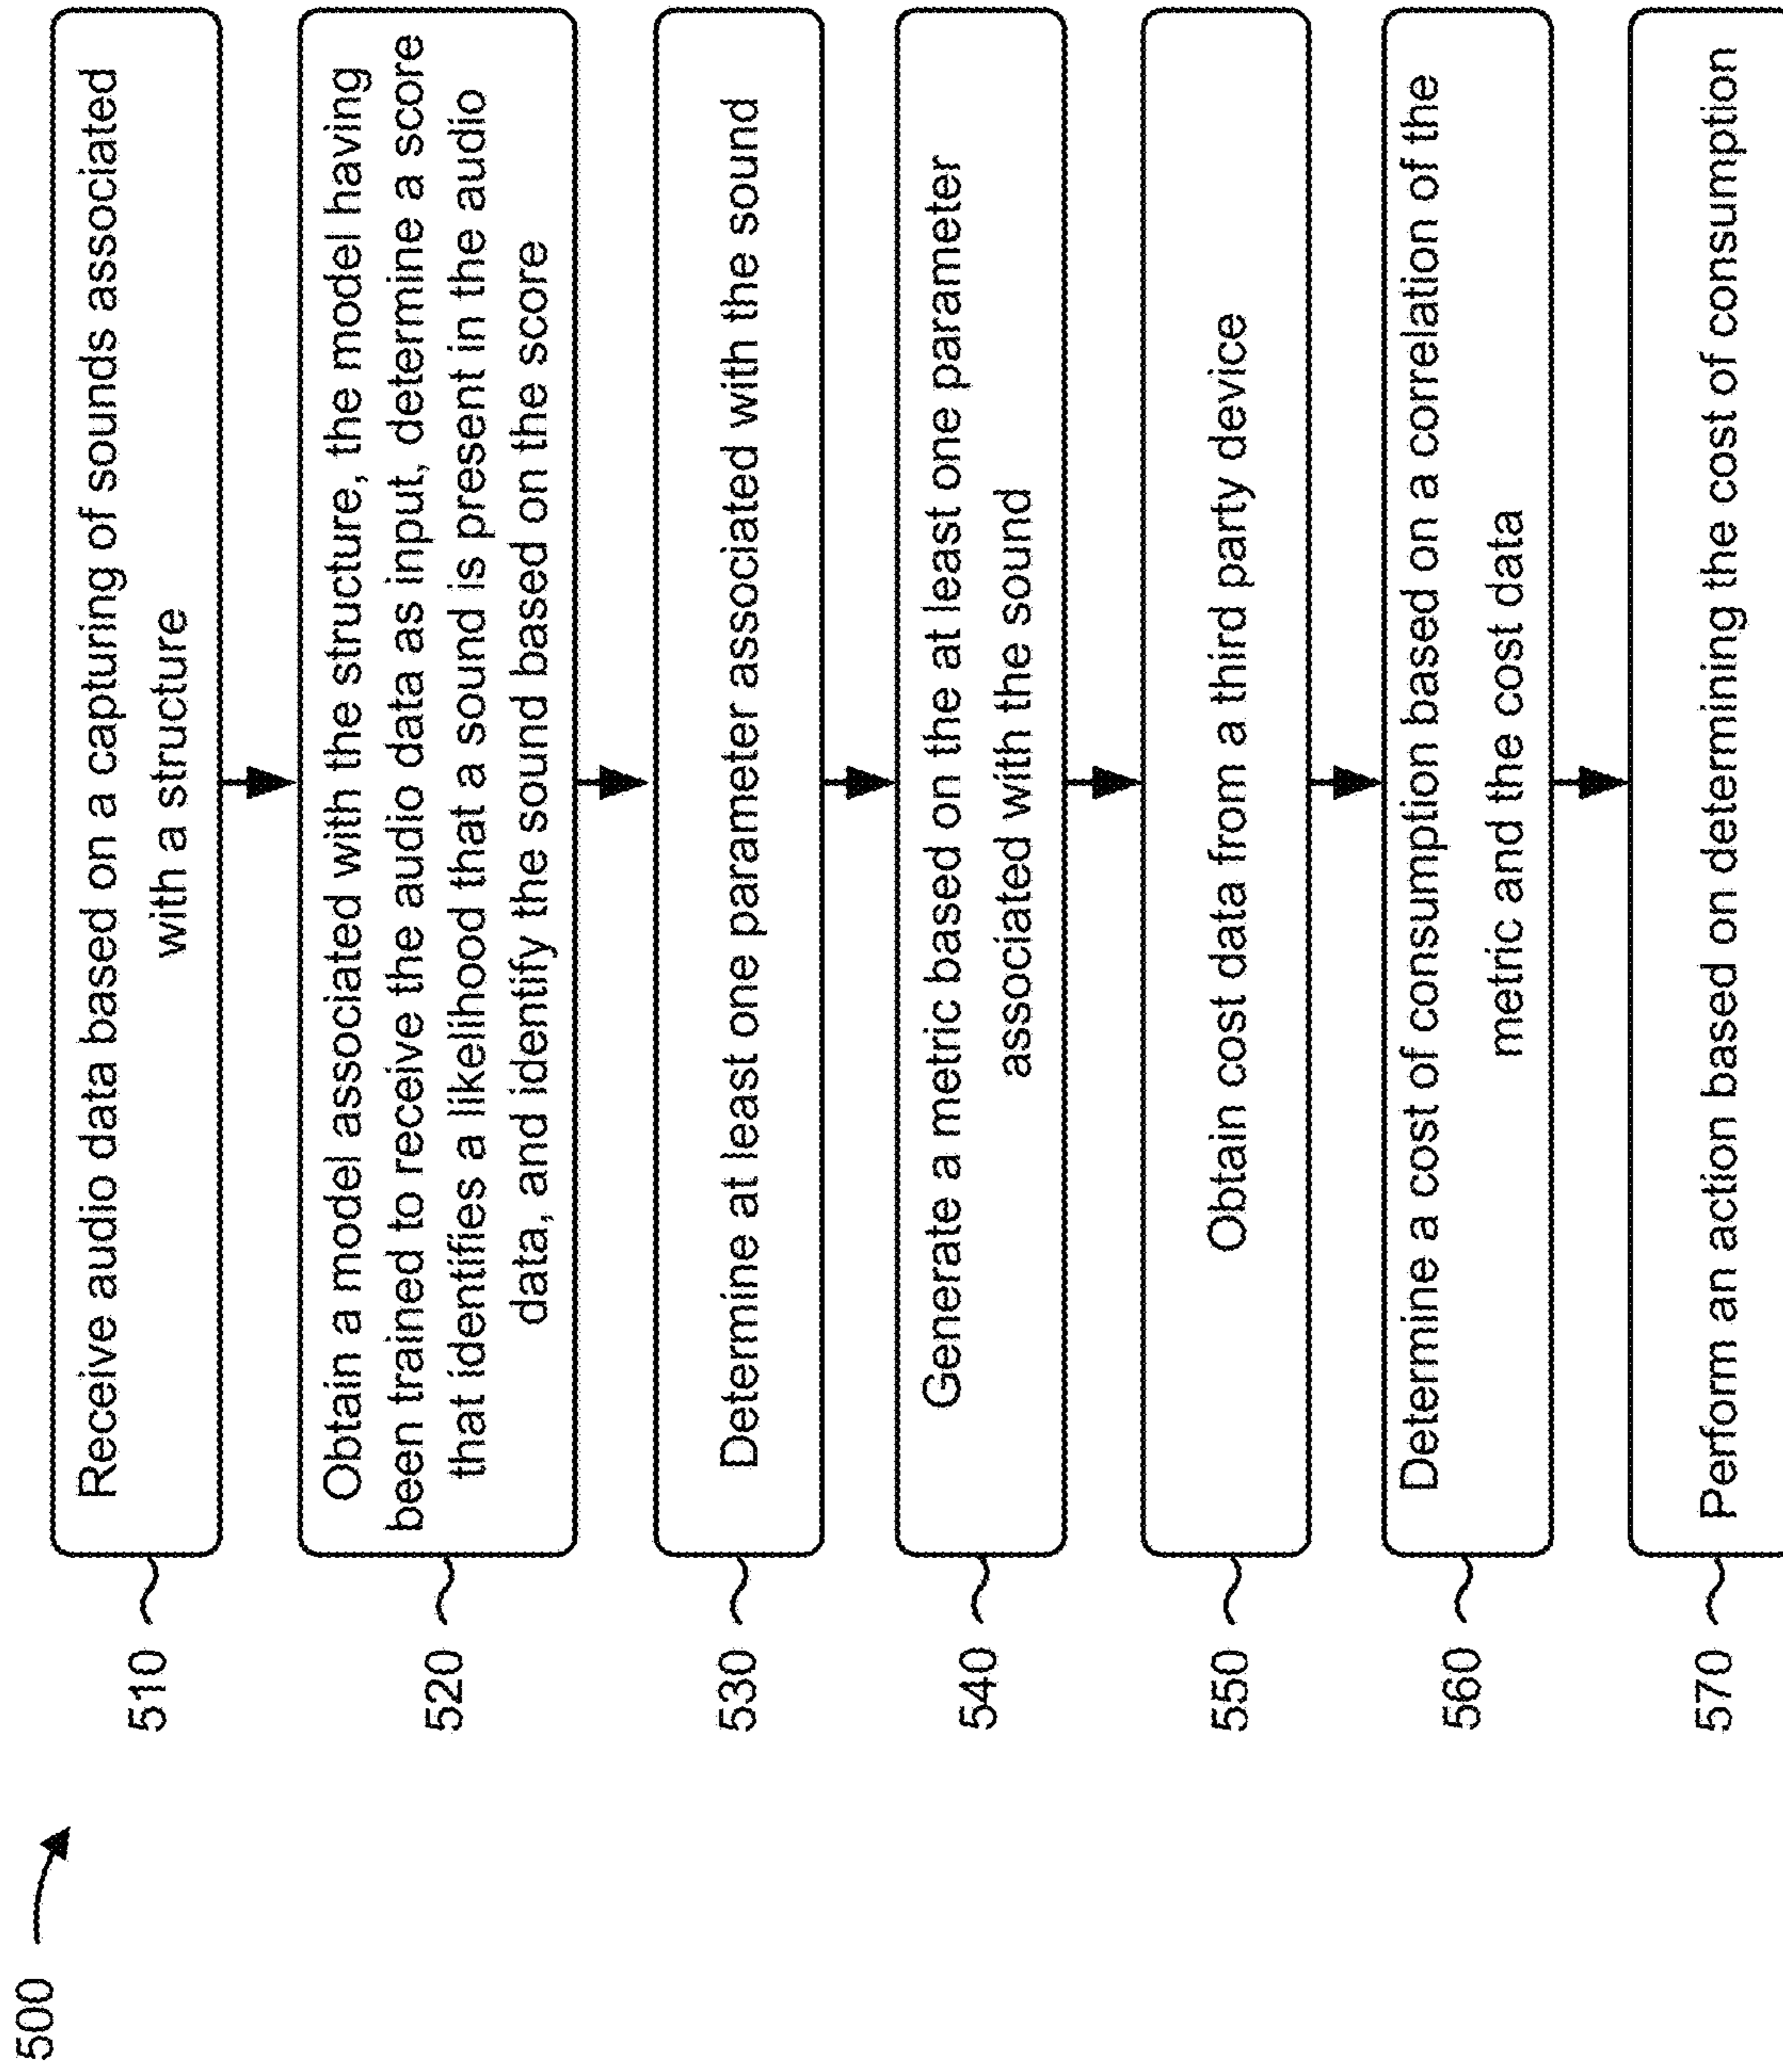 500
510
Receive audio data based on a capturing of sounds associated
with a structure
520
Obtain a model associated with the structure, the model having
been trained to receive the audio data as input, determine a score
that identifies a likelihood that a sound is present in the audio
data, and identify the sound based on the score
530
Determine at least one parameter associated with the sound
540
Generate a metric based on the at least one parameter
associated with the sound
550
Obtain cost data from a third party device
560
Determine a cost of consumption based on a correlation of the
metric and the cost data
570
Perform an action based on determining the cost of consumption